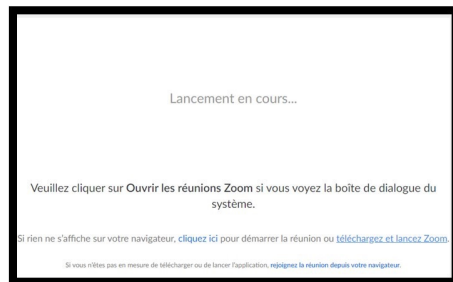 Lancement en cours...
Veuillez cliquer sur Ouvrir les réunions Zoom si vous voyez la boîte de dialogue du
système.
Si rien ne s'affiche sur votre navigateur, cliquez ici pour démarrer la réunion ou téléchargez et lancez Zoom.
Si vous n'êtes pas en mesure de télécharger ou de lancer l'application, rejoignez la réunion depuis votre navigateur.